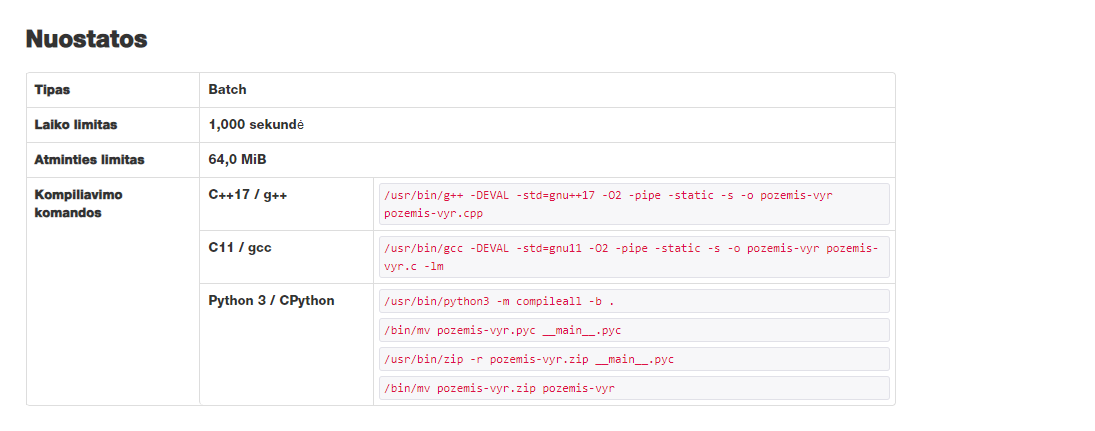 Nuostatos
Tipas
Batch
Laiko limitas
1,000 sekundė
Atminties limitas
64,0 MiB
Kompiliavimo
komandos
C++17 / g++
/usr/bin/g++ -DEVAL -std=gnu++17 -O2 -pipe -static -s -o pozemis-vyr
pozemis-vyr.cpp
C11 / gcc
/usr/bin/gcc -DEVAL -std=gnu11 -O2 -pipe -static -s -o pozemis-vyr pozemis-
vyr.c -lm
Python 3 / CPython
/usr/bin/python3 -m compileall -b .
/bin/mv pozemis-vyr.pyc __main__.pyc
/usr/bin/zip -r pozemis-vyr.zip __main__.pyc
/bin/mv pozemis-vyr.zip pozemis-vyr